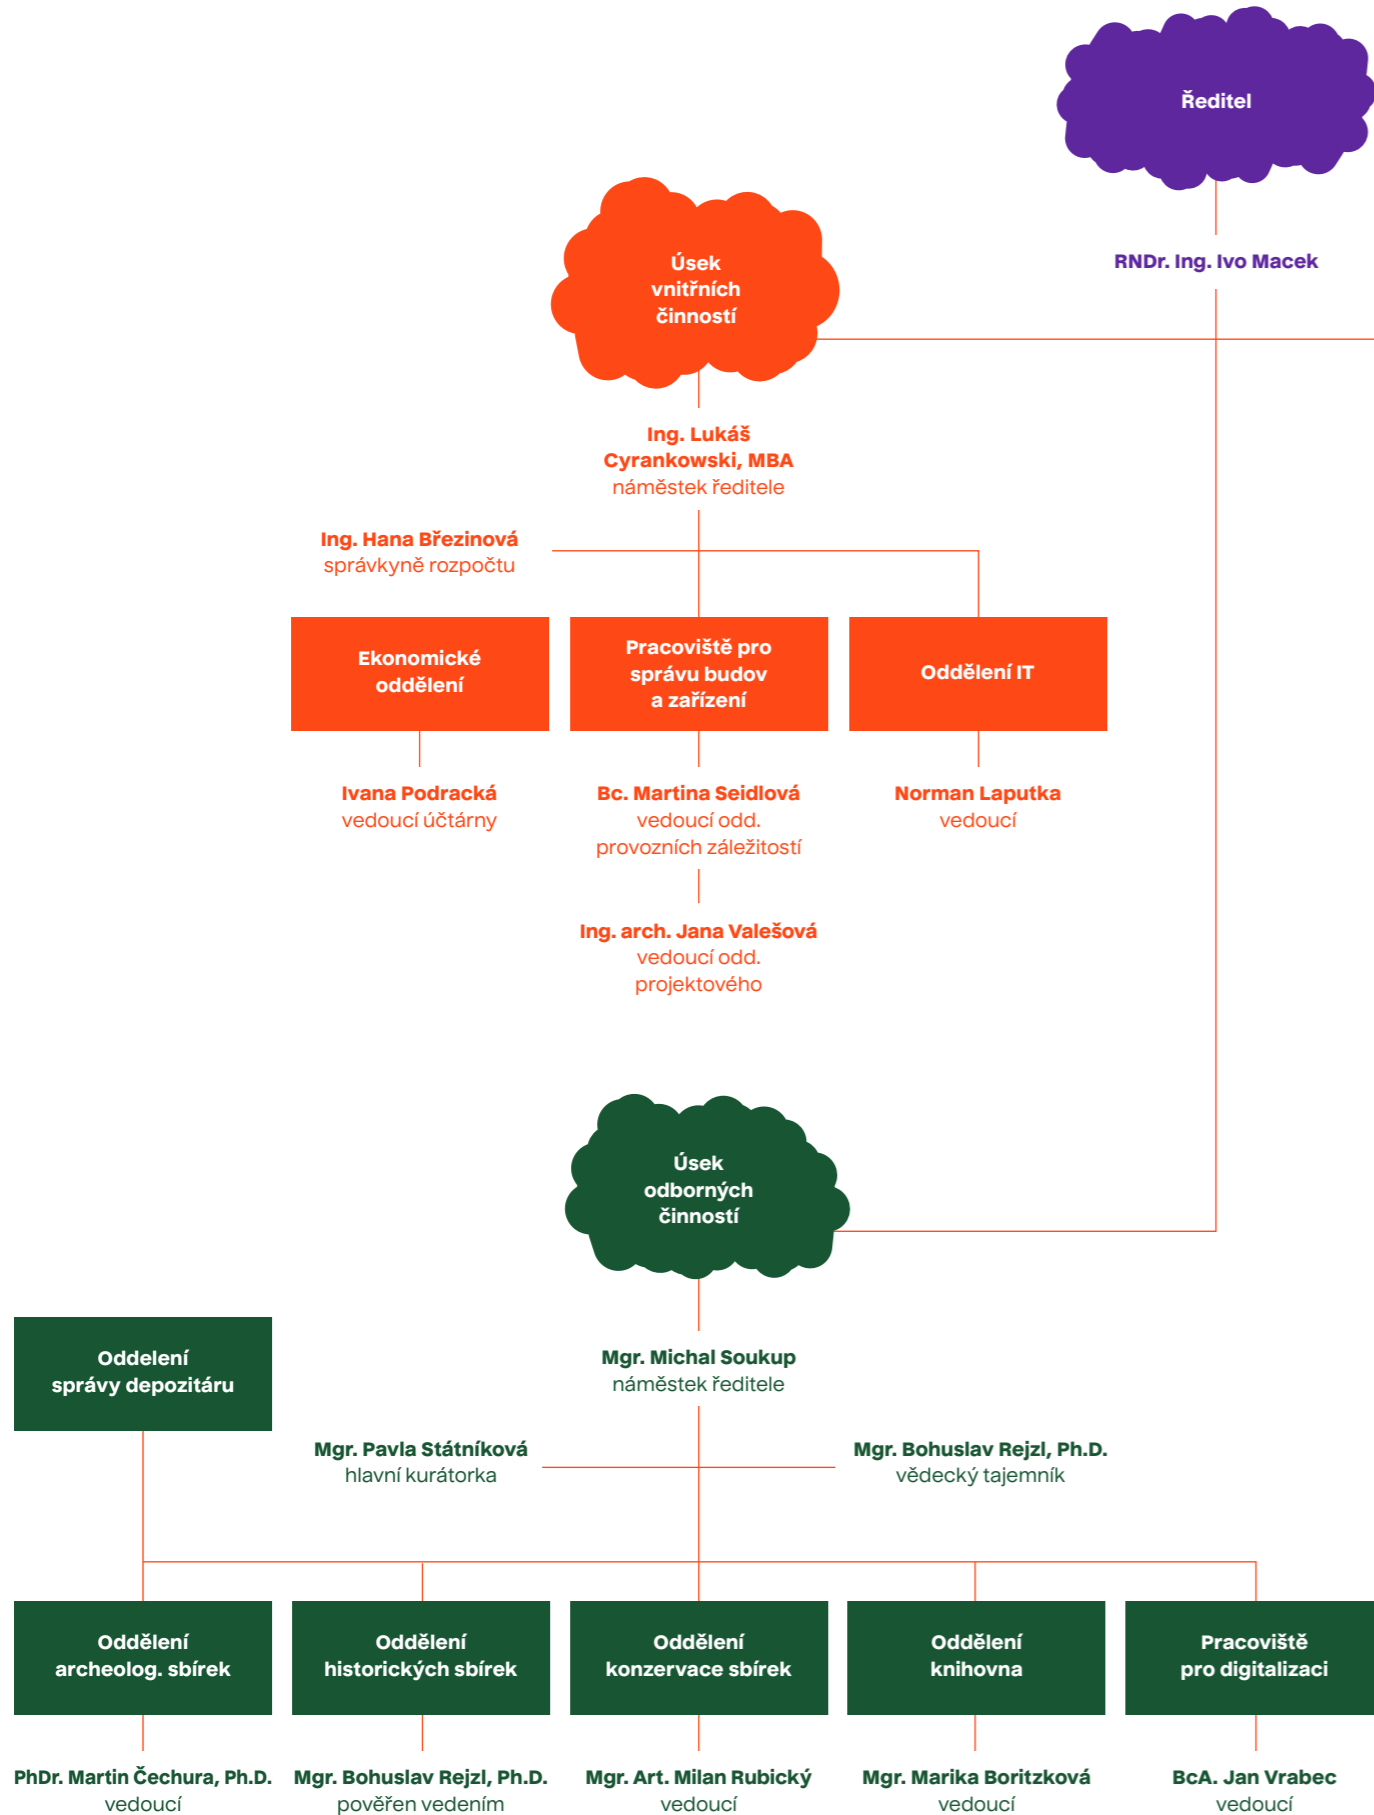 Ředitel
RNDr. Ing. Ivo Macek
Úsek
vnitřních
činností
Ing. Lukáš
Cyrankowski, MBA
náměstek ředitele
Ing. Hana Březinová
správkyně rozpočtu
Ekonomické
oddělení
Ivana Podracká
vedoucí účtárny
Pracoviště pro
správu budov
a zařízení
Bc. Martina Seidlová
vedoucí odd.
provozních záležitostí
Ing. arch. Jana Valešová
vedoucí odd.
projektového
Oddělení IT
Norman Laputka
vedoucí
Úsek
odborných
činností
Mgr. Michal Soukup
náměstek ředitele
Oddelení
správy depozitáru
Mgr. Pavla Státníková
hlavní kurátorka
Mgr. Bohuslav Rejzl, Ph.D.
vědecký tajemník
Oddělení
archeolog. sbírek
PhDr. Martin Čechura, Ph.D.
vedoucí
Oddělení
historických sbírek
Mgr. Bohuslav Rejzl, Ph.D.
pověřen vedením
Oddělení
konzervace sbírek
Mgr. Art. Milan Rubický
vedoucí
Oddělení
knihovna
Mgr. Marika Boritzková
vedoucí
Pracoviště
pro digitalizaci
BcA. Jan Vrabec
vedoucí